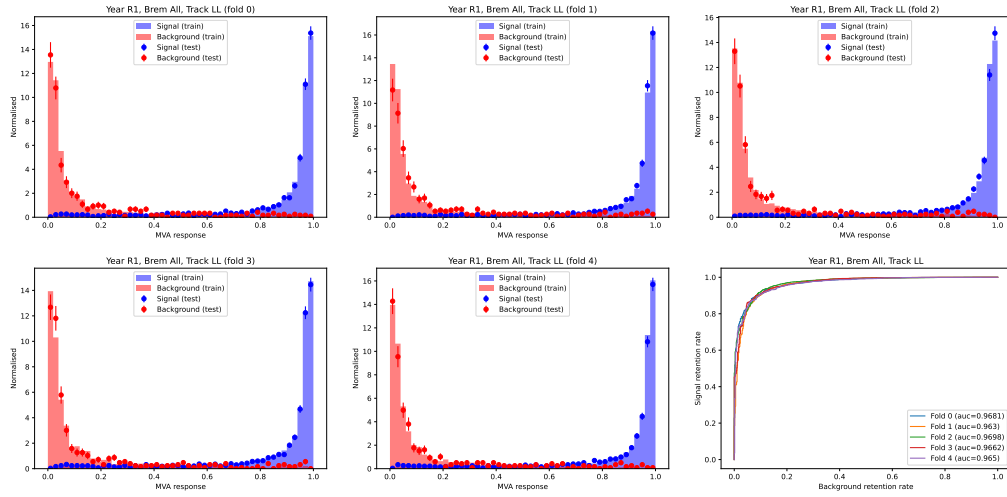 Year R1, Brem All, Track LL (fold 0)
Normalised
16
14
12
10
8
6
4
2
0
Signal (train)
Background (train)
Signal (test)
Background (test)
0.0 0.2 0.4 0.6 0.8 1.0
MVA response
Year R1, Brem All, Track LL (fold 1)
Normalised
16
14
12
10
8
6
4
2
0
Signal (train)
Background (train)
Signal (test)
Background (test)
0.0 0.2 0.4 0.6 0.8 1.0
MVA response
Year R1, Brem All, Track LL (fold 2)
Normalised
16
14
12
10
8
6
4
2
0
Signal (train)
Background (train)
Signal (test)
Background (test)
0.0 0.2 0.4 0.6 0.8 1.0
MVA response
Year R1, Brem All, Track LL (fold 3)
Normalised
14
12
10
8
6
4
2
0
Signal (train)
Background (train)
Signal (test)
Background (test)
0.0 0.2 0.4 0.6 0.8 1.0
MVA response
Year R1, Brem All, Track LL (fold 4)
Normalised
16
14
12
10
8
6
4
2
0
Signal (train)
Background (train)
Signal (test)
Background (test)
0.0 0.2 0.4 0.6 0.8 1.0
MVA response
Year R1, Brem All, Track LL
Signal retention rate
1.0
0.8
0.6
0.4
0.2
0.0
Fold 0 (auc=0.9681)
Fold 1 (auc=0.963)
Fold 2 (auc=0.9698)
Fold 3 (auc=0.9662)
Fold 4 (auc=0.965)
0.0 0.2 0.4 0.6 0.8 1.0
Background retention rate